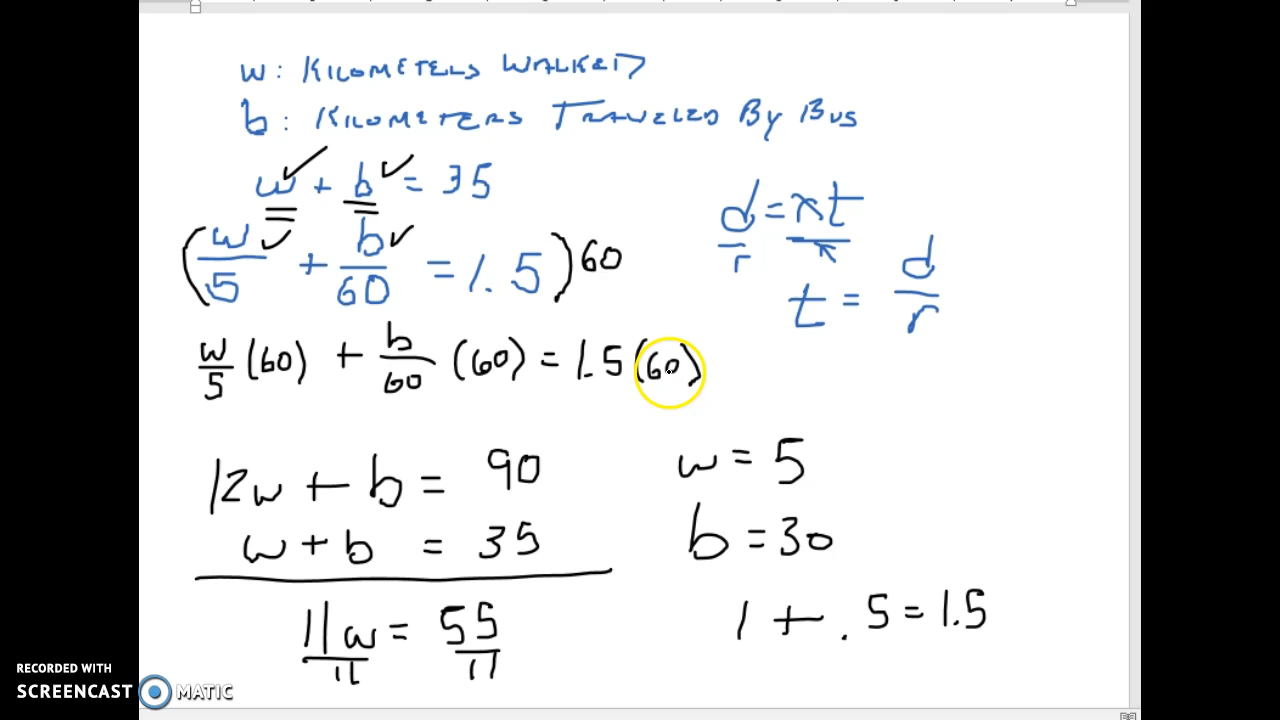 w: KILOMETERS WALKED
b: KILOMETERS TRAVELED BY BUS
w + b = 35
(w/5 + b/60 = 1.5)60
d/r = rt/r
t = d/r
w/5 (60) + b/60 (60) = 1.5(60)
12w + b = 90
w + b = 35
11w/11 = 55/11
w = 5
b = 30
1 + .5 = 1.5
RECORDED WITH
SCREENCAST MATIC